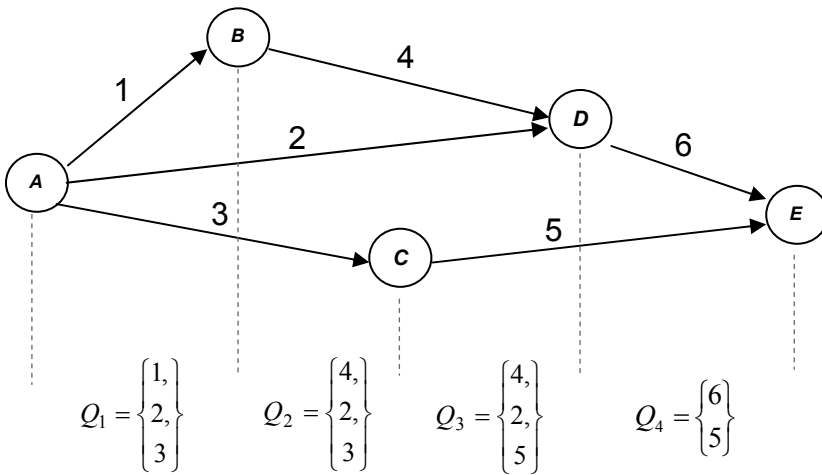 B
1
4
2
D
6
A
3
5
E
C
Q₁ = {1, 2, 3}
Q₂ = {4, 2, 3}
Q₃ = {4, 2, 5}
Q₄ = {6 5}